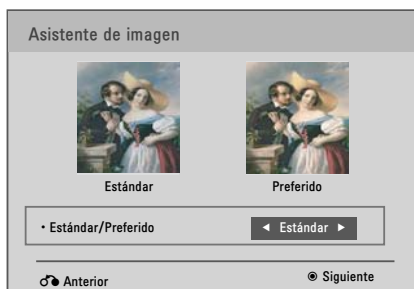 Asistente de imagen
Estándar Preferido
• Estándar/Preferido ◄ Estándar ►
Anterior ◉ Siguiente